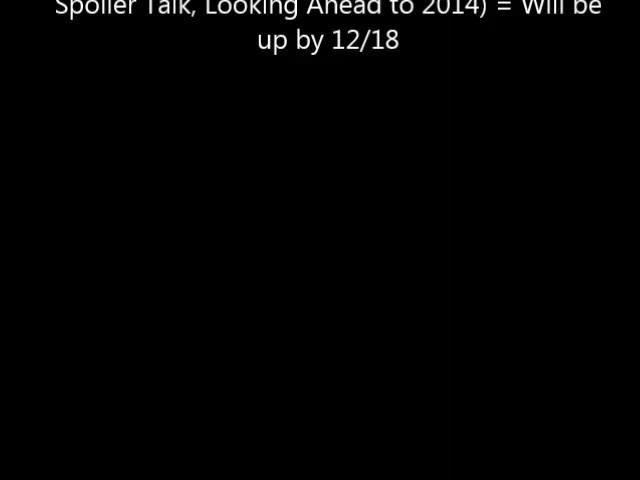 Spoiler Talk, Looking Ahead to 2014) = Will be
up by 12/18